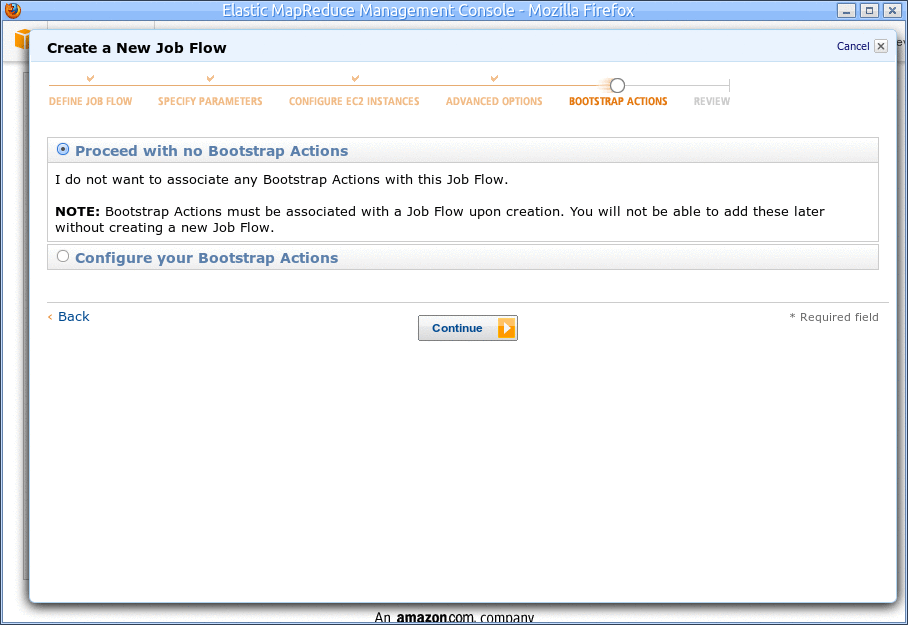 Elastic MapReduce Management Console - Mozilla Firefox
Create a New Job Flow
Cancel
DEFINE JOB FLOW SPECIFY PARAMETERS CONFIGURE EC2 INSTANCES ADVANCED OPTIONS BOOTSTRAP ACTIONS REVIEW
Proceed with no Bootstrap Actions
I do not want to associate any Bootstrap Actions with this Job Flow.
NOTE: Bootstrap Actions must be associated with a Job Flow upon creation. You will not be able to add these later
without creating a new Job Flow.
Configure your Bootstrap Actions
‹ Back
Continue
* Required field
An amazon.com. company